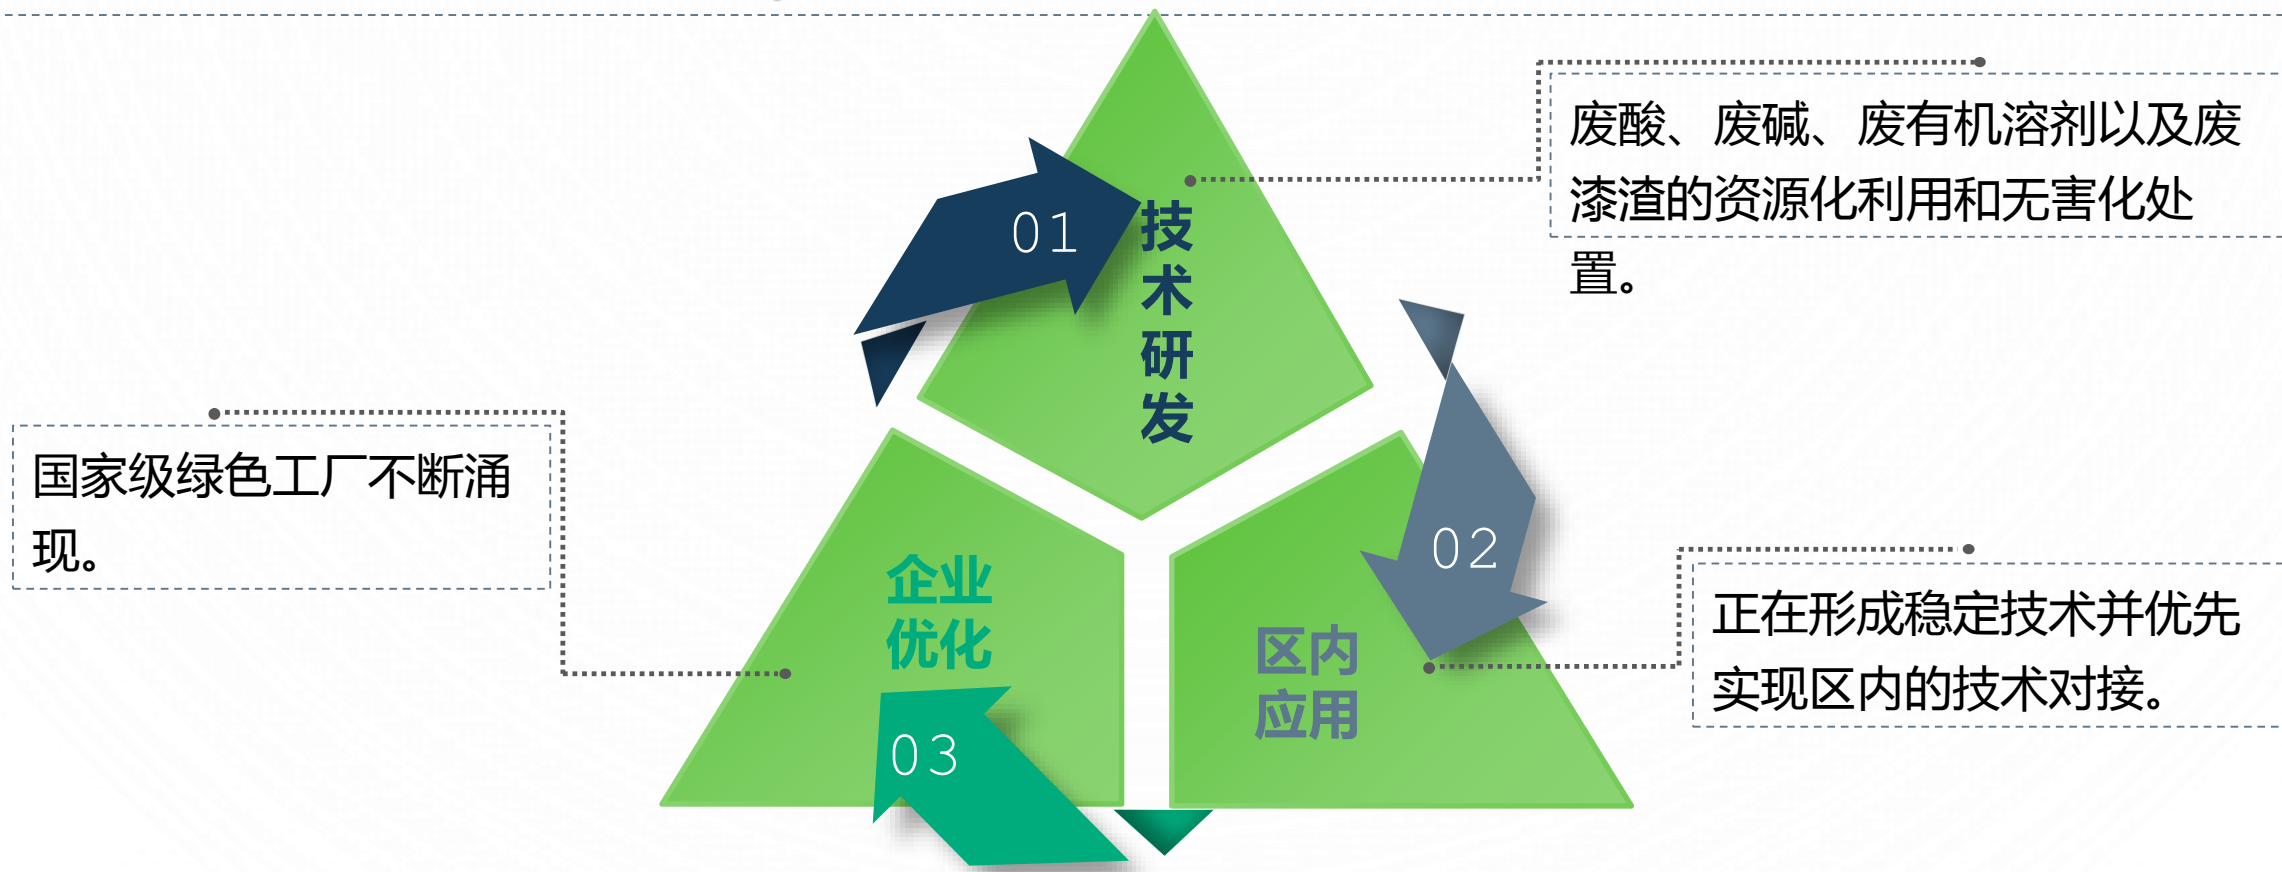 废酸、废碱、废有机溶剂以及废
漆渣的资源化利用和无害化处
置。
01
技
术
研
发
国家级绿色工厂不断涌
现。
02
企业
优化
区内
应用
正在形成稳定技术并优先
实现区内的技术对接。
03